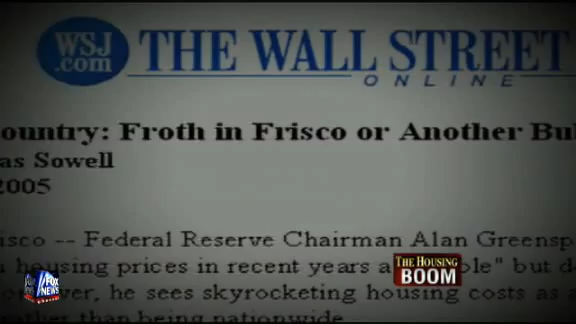 WSJ
.com
THE WALL STREET
ONLINE
ountry: Froth in Frisco or Another Bu
as Sowell
2005
isco -- Federal Reserve Chairman Alan Greensp
housing prices in recent years a ble" but d
ver, he sees skyrocketing housing costs as a
rather than being nationwide
THE HOUSING
BOOM
FOX
NEWS